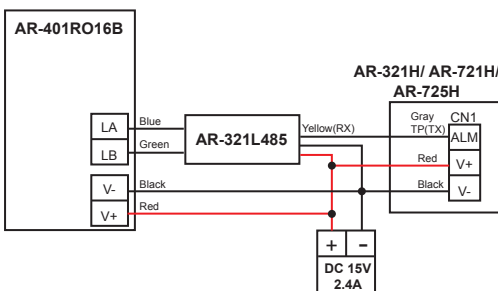 AR-401RO16B
AR-321H/ AR-721H/
AR-725H
LA
Blue
LB
Green
AR-321L485
Yellow(RX)
Gray
TP(TX)
CN1
ALM
Red
V+
Black
V-
V-
Black
V+
Red
+
–
DC 15V
2.4A